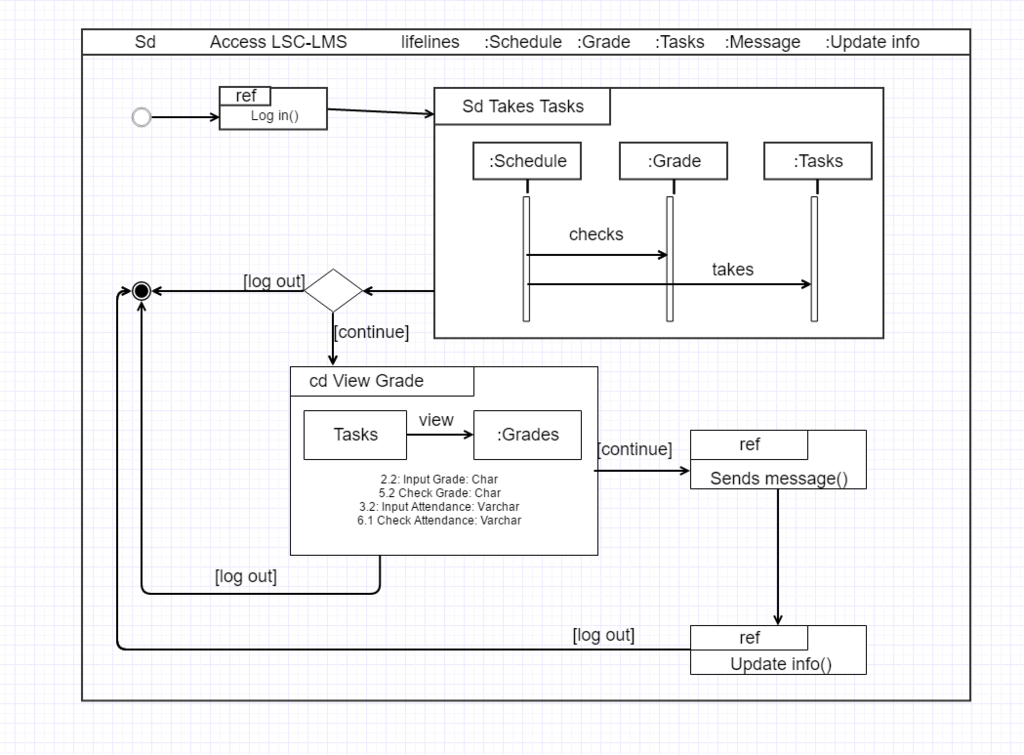 Sd Access LSC-LMS lifelines :Schedule :Grade :Tasks :Message :Update info
ref
Log in()
Sd Takes Tasks
:Schedule :Grade :Tasks
checks
takes
[log out]
[continue]
cd View Grade
Tasks view :Grades
2.2: Input Grade: Char
5.2 Check Grade: Char
3.2: Input Attendance: Varchar
6.1 Check Attendance: Varchar
[continue]
ref
Sends message()
[log out]
[log out]
ref
Update info()